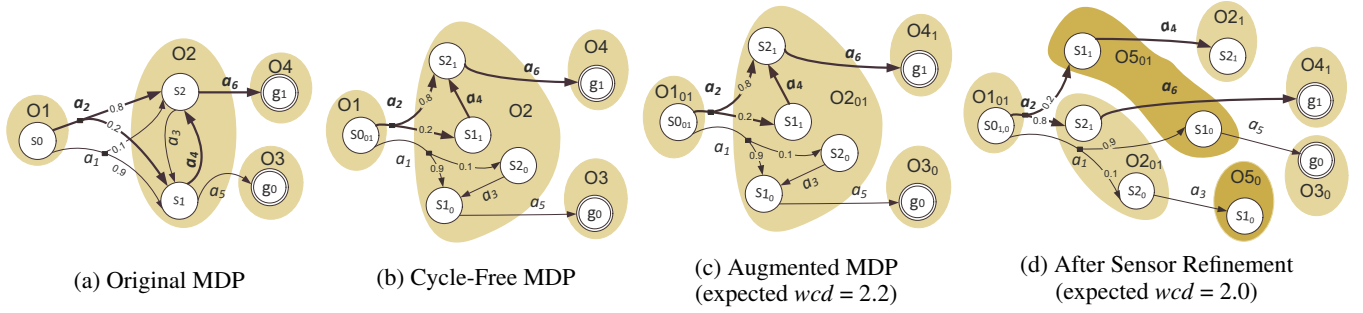 O1
S0
a2
0.8
0.2
a1
0.1
0.9
O2
S2
a3
a4
S1
a6
O4
g1
a5
O3
g0
(a) Original MDP
O1
S0₀₁
a2
0.8
0.2
a1
0.9
0.1
S2₁
a4
S1₁
O2
S2₀
a3
S1₀
a6
O4
g1
a5
O3
g0
(b) Cycle-Free MDP
O1₀₁
S0₀₁
a2
0.8
0.2
a1
0.9
0.1
S2₁
a4
S1₁
O2₀₁
S2₀
a3
S1₀
a6
O4₁
g1
a5
O3₀
g0
(c) Augmented MDP
(expected wcd = 2.2)
O1₀₁
S0₁,₀
a2
0.2
0.8
a1
0.9
0.1
S1₁
O5₀₁
a4
O2₁
S2₁
S2₁
a6
O4₁
g1
S1₀
a5
g0
O3₀
O2₀₁
S2₀
a3
O5₀
S1₀
(d) After Sensor Refinement
(expected wcd = 2.0)